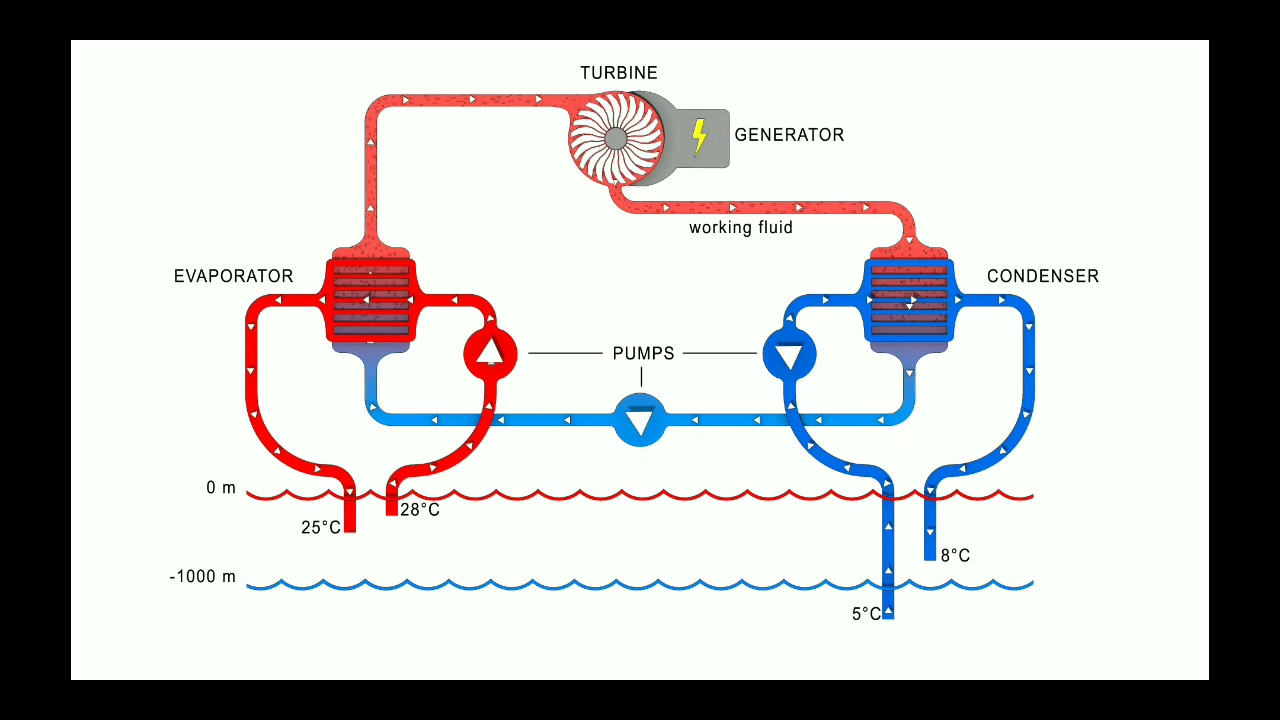 TURBINE
GENERATOR
working fluid
EVAPORATOR
CONDENSER
PUMPS
0 m
28°C
25°C
8°C
-1000 m
5°C